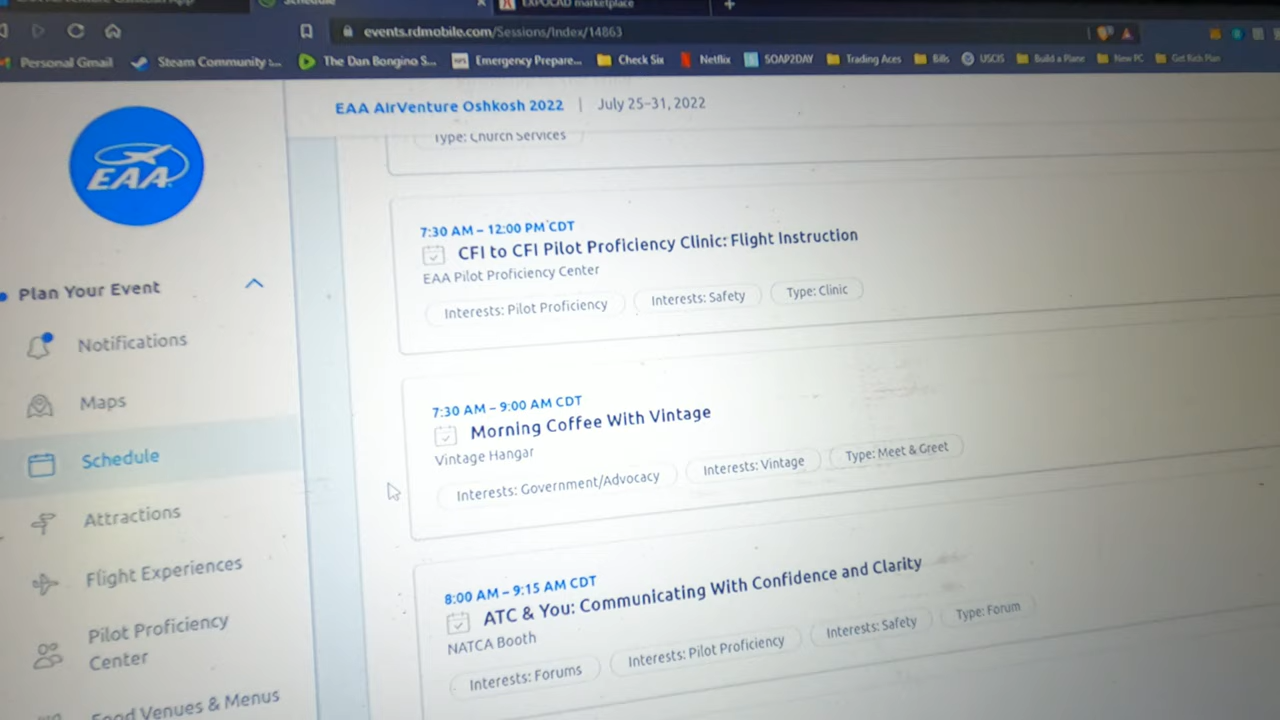 Schedule
EXPOCAD marketplace
+
events.rdmobile.com/Sessions/Index/14863
Personal Gmail
Steam Community :...
The Dan Bongino S...
Emergency Prepare...
Check Six
Netflix
SOAP2DAY
Trading Aces
Bills
USCIS
Build a Plane
New PC
Get Rich Plan
EAA
EAA AirVenture Oshkosh 2022 | July 25-31, 2022
Plan Your Event
Notifications
Maps
Schedule
Attractions
Flight Experiences
Pilot Proficiency
Center
Food Venues & Menus
Type: Church Services
7:30 AM – 12:00 PM CDT
CFI to CFI Pilot Proficiency Clinic: Flight Instruction
EAA Pilot Proficiency Center
Interests: Pilot Proficiency
Interests: Safety
Type: Clinic
7:30 AM – 9:00 AM CDT
Morning Coffee With Vintage
Vintage Hangar
Interests: Government/Advocacy
Interests: Vintage
Type: Meet & Greet
8:00 AM – 9:15 AM CDT
ATC & You: Communicating With Confidence and Clarity
NATCA Booth
Interests: Forums
Interests: Pilot Proficiency
Interests: Safety
Type: Forum